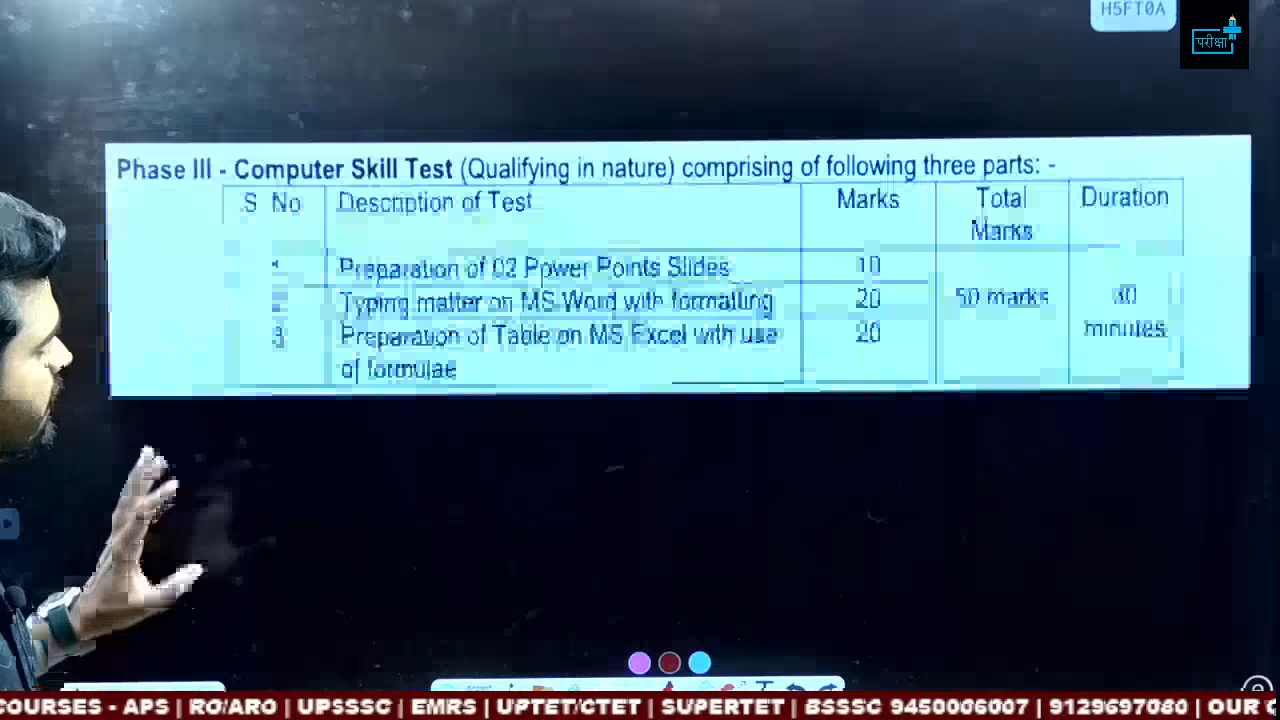 H5FT0A
परीक्षा
Phase III - Computer Skill Test (Qualifying in nature) comprising of following three parts: -
S No Description of Test Marks Total Marks Duration
1 Preparation of 02 Power Points Slides 10
2 Typing matter on MS Word with formatting 20 50 marks
3 Preparation of Table on MS Excel with use of formulae 20 minutes
COURSES - APS | RO/ARO | UPSSSC | EMRS | UPTET/CTET | SUPERTET | BSSSC 9450006007 | 9129697080 | OUR